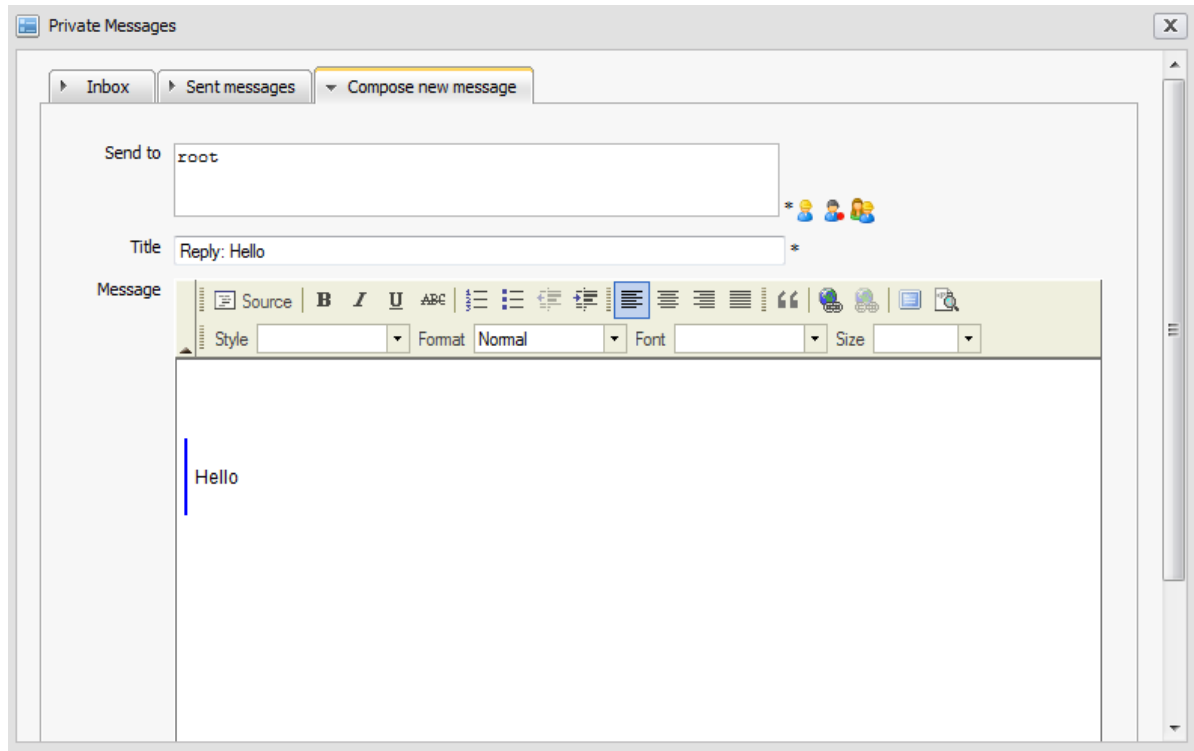 Private Messages
X
Inbox
Sent messages
Compose new message
Send to
root
*
Title
Reply: Hello
*
Message
Source B I U ABC
Style Format Normal Font Size
Hello